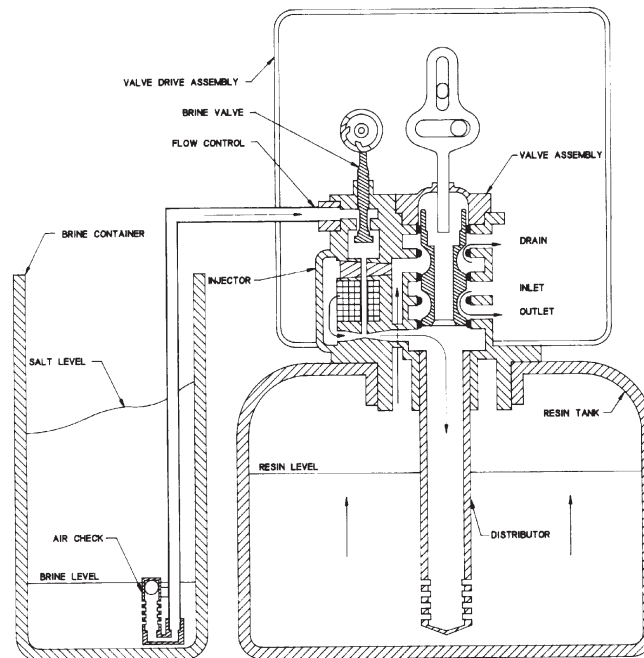 VALVE DRIVE ASSEMBLY
BRINE VALVE
FLOW CONTROL
VALVE ASSEMBLY
BRINE CONTAINER
DRAIN
INJECTOR
INLET
OUTLET
SALT LEVEL
RESIN TANK
RESIN LEVEL
AIR CHECK
DISTRIBUTOR
BRINE LEVEL